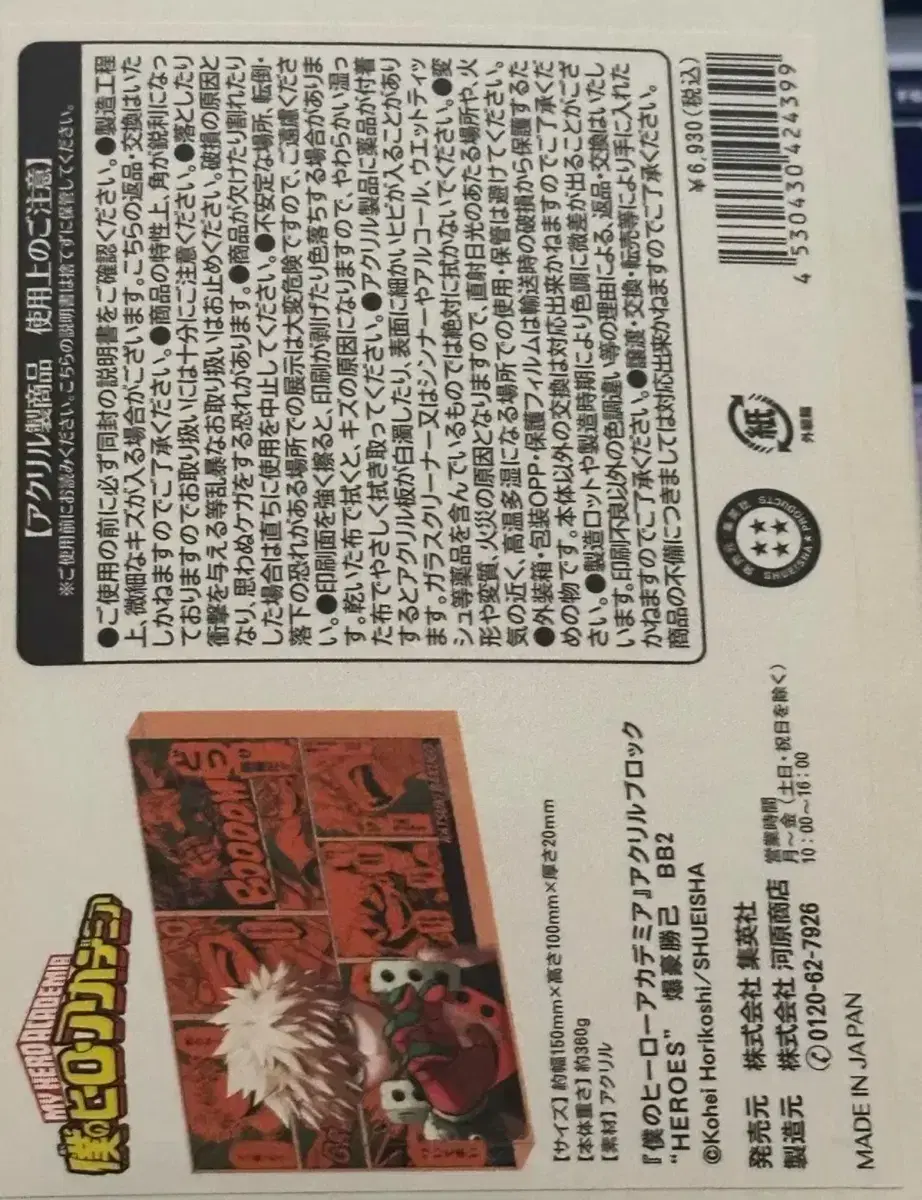 MY HERO ACADEMIA
僕のヒーローアカデミア
BOOOOM
【サイズ】約幅150mm×高さ100mm×厚さ20mm
【本体重さ】約360g
【素材】アクリル
『僕のヒーローアカデミア』アクリルブロック
“HEROES” 爆豪勝己 BB2
©Kohei Horikoshi/SHUEISHA
発売元 株式会社 集英社
製造元 株式会社 河原商店
0120-62-7926
営業時間
月～金(土日・祝日を除く)
10:00～16:00
MADE IN JAPAN
【アクリル製商品 使用上のご注意】
※ご使用前にお読みください。こちらの説明書は捨てずに保管してください。
●ご使用の前に必ず同封の説明書をご確認ください。●製造工程
上、微細なキズが入る場合がございます。こちらの返品・交換はいた
しかねますのでご了承ください。●商品の特性上、角が鋭利になっ
ておりますのでお取り扱いには十分にご注意ください。●落としたり
衝撃を与える等乱暴なお取り扱いはお止めください。破損の原因と
なり、思わぬケガをする恐れがあります。●商品が欠けたり割れたり
した場合は直ちに使用を中止してください。●不安定な場所、転倒・
落下の恐れがある場所での展示は大変危険ですので、ご遠慮くださ
い。●印刷面を強く擦ると、印刷が剥げたり色落ちする場合がありま
す。乾いた布で拭くと、キズの原因になりますので、やわらかい湿っ
た布でやさしく拭き取ってください。●アクリル製品に薬品が付着
するとアクリル板が白濁したり、表面に細かいヒビが入ることがあり
ます。ガラスクリーナー又はシンナーやアルコール、ウエットティッ
シュ等薬品を含んでいるものでは絶対に拭かないでください。●変
形や変質、火災の原因となりますので、直射日光のあたる場所や、火
気の近く、高温多湿になる場所での使用・保管は避けてください。
●外装箱・包装OPP・保護フィルムは輸送時の破損から保護するた
めの物です。本体以外の交換は対応出来かねますのでご了承くだ
さい。●製造ロットや製造時期により色調に微差が出ることがござ
います。印刷不良以外の色調違い等の理由による、返品・交換はいたし
かねますのでご了承ください。●譲渡・交換・転売等により手に入れた
商品の不備につきましては対応出来かねますのでご了承ください。
SHUEISHA★PRODUCTS
紙
外組箱
¥6,930(税込)
4 530430 424399